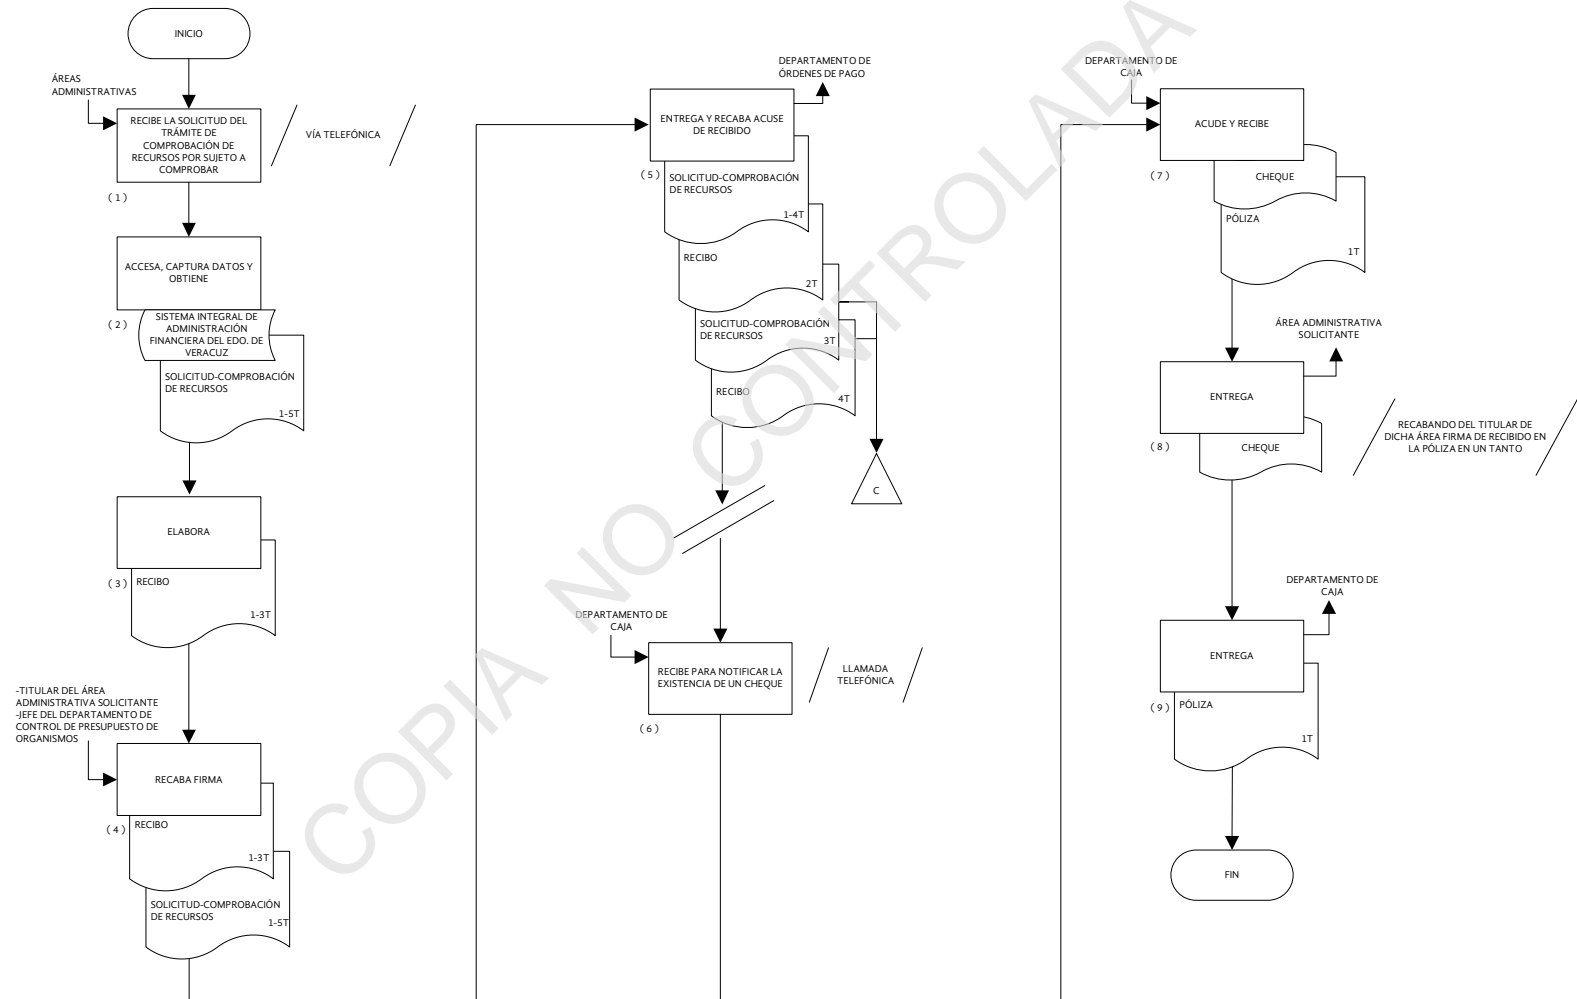 INICIO
ÁREAS
ADMINISTRATIVAS
RECIBE LA SOLICITUD DEL
TRÁMITE DE
COMPROBACIÓN DE
RECURSOS POR SUJETO A
COMPROBAR
VÍA TELEFÓNICA
( 1 )
ACCESA, CAPTURA DATOS Y
OBTIENE
( 2 )
SISTEMA INTEGRAL DE
ADMINISTRACIÓN
FINANCIERA DEL EDO. DE
VERACUZ
SOLICITUD-COMPROBACIÓN
DE RECURSOS
1-5T
ELABORA
( 3 )
RECIBO
1-3T
-TITULAR DEL ÁREA
ADMINISTRATIVA SOLICITANTE
-JEFE DEL DEPARTAMENTO DE
CONTROL DE PRESUPUESTO DE
ORGANISMOS
RECABA FIRMA
( 4 )
RECIBO
1-3T
SOLICITUD-COMPROBACIÓN
DE RECURSOS
1-5T
DEPARTAMENTO DE
ÓRDENES DE PAGO
ENTREGA Y RECABA ACUSE
DE RECIBIDO
( 5 )
SOLICITUD-COMPROBACIÓN
DE RECURSOS
1-4T
RECIBO
2T
SOLICITUD-COMPROBACIÓN
DE RECURSOS
3T
RECIBO
4T
C
DEPARTAMENTO DE
CAJA
RECIBE PARA NOTIFICAR LA
EXISTENCIA DE UN CHEQUE
LLAMADA
TELEFÓNICA
( 6 )
DEPARTAMENTO DE
CAJA
ACUDE Y RECIBE
( 7 )
CHEQUE
PÓLIZA
1T
ÁREA ADMINISTRATIVA
SOLICITANTE
ENTREGA
( 8 )
CHEQUE
RECABANDO DEL TITULAR DE
DICHA ÁREA FIRMA DE RECIBIDO EN
LA PÓLIZA EN UN TANTO
DEPARTAMENTO DE
CAJA
ENTREGA
( 9 )
PÓLIZA
1T
FIN
COPIA NO CONTROLADA